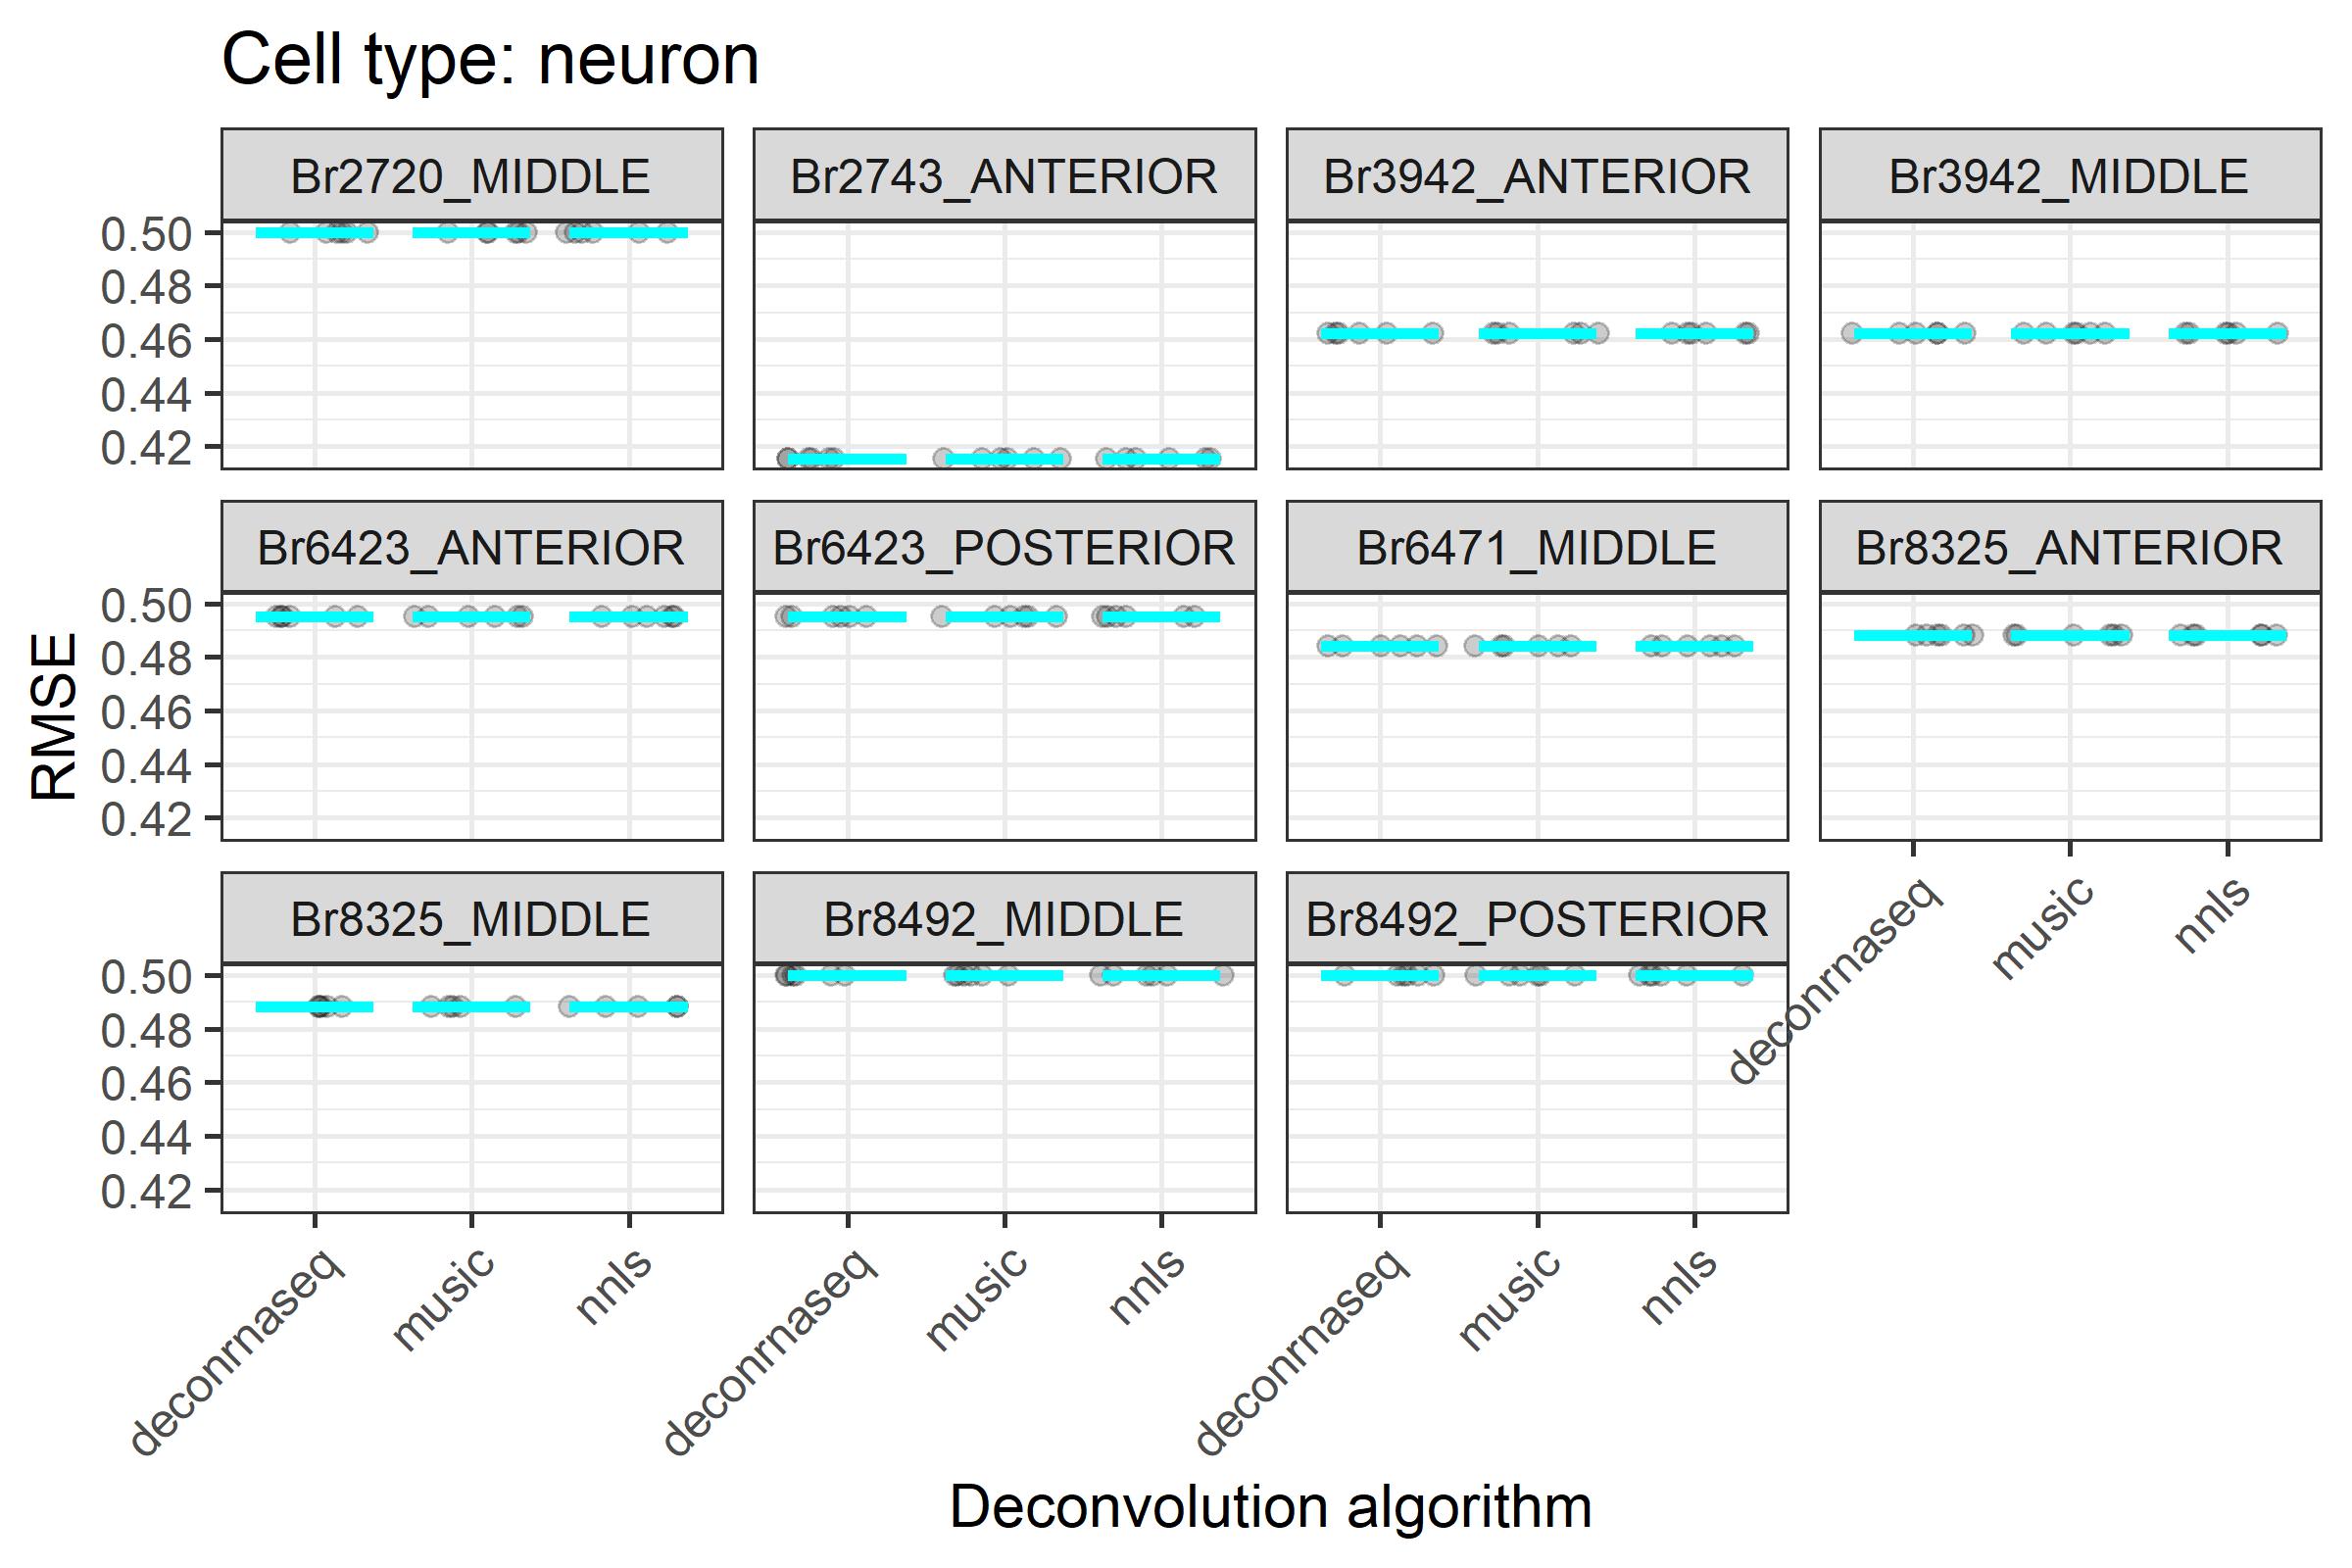 Cell type: neuron
Br2720_MIDDLE Br2743_ANTERIOR Br3942_ANTERIOR Br3942_MIDDLE
0.50
0.48
0.46
0.44
0.42
Br6423_ANTERIOR Br6423_POSTERIOR Br6471_MIDDLE Br8325_ANTERIOR
0.50
0.48
0.46
0.44
0.42
RMSE
deconrnaseq music nnls
Br8325_MIDDLE Br8492_MIDDLE Br8492_POSTERIOR
0.50
0.48
0.46
0.44
0.42
deconrnaseq music nnls deconrnaseq music nnls deconrnaseq music nnls
Deconvolution algorithm